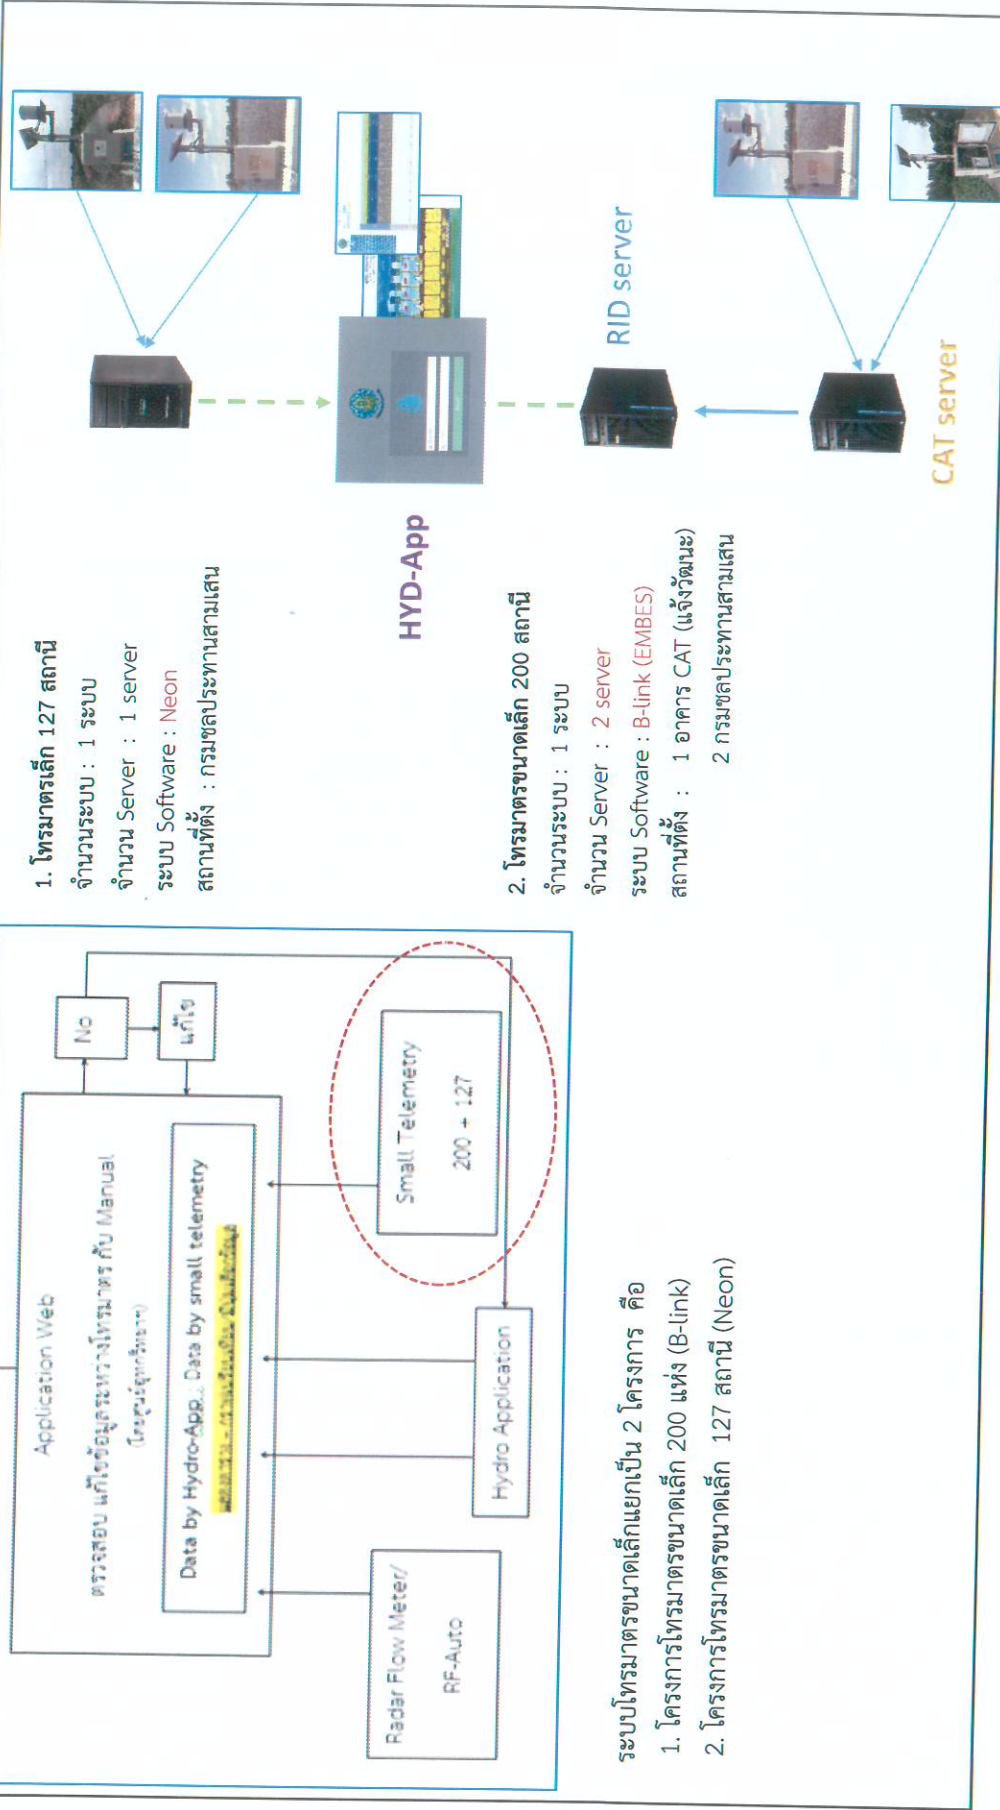 Application Web
ตรวจสอบ แก้ไขข้อมูลระหว่างโทรมาตร กับ Manual
(โดยศูนย์อุทกวิทยาฯ)
Data by Hydro-App : Data by small telemetry
No
แก้ไข
Radar Flow Meter/
RF-Auto
Hydro Application
Small Telemetry
200 + 127
ระบบโทรมาตรขนาดเล็กแยกเป็น 2 โครงการ คือ
1. โครงการโทรมาตรขนาดเล็ก 200 แห่ง (B-link)
2. โครงการโทรมาตรขนาดเล็ก 127 สถานี (Neon)
1. โทรมาตรเล็ก 127 สถานี
จำนวนระบบ : 1 ระบบ
จำนวน Server : 1 server
ระบบ Software : Neon
สถานที่ตั้ง : กรมชลประทานสามเสน
HYD-App
2. โทรมาตรขนาดเล็ก 200 สถานี
จำนวนระบบ : 1 ระบบ
จำนวน Server : 2 server
ระบบ Software : B-link (EMBES)
สถานที่ตั้ง : 1 อาคาร CAT (แจ้งวัฒนะ)
2 กรมชลประทานสามเสน
RID server
CAT server